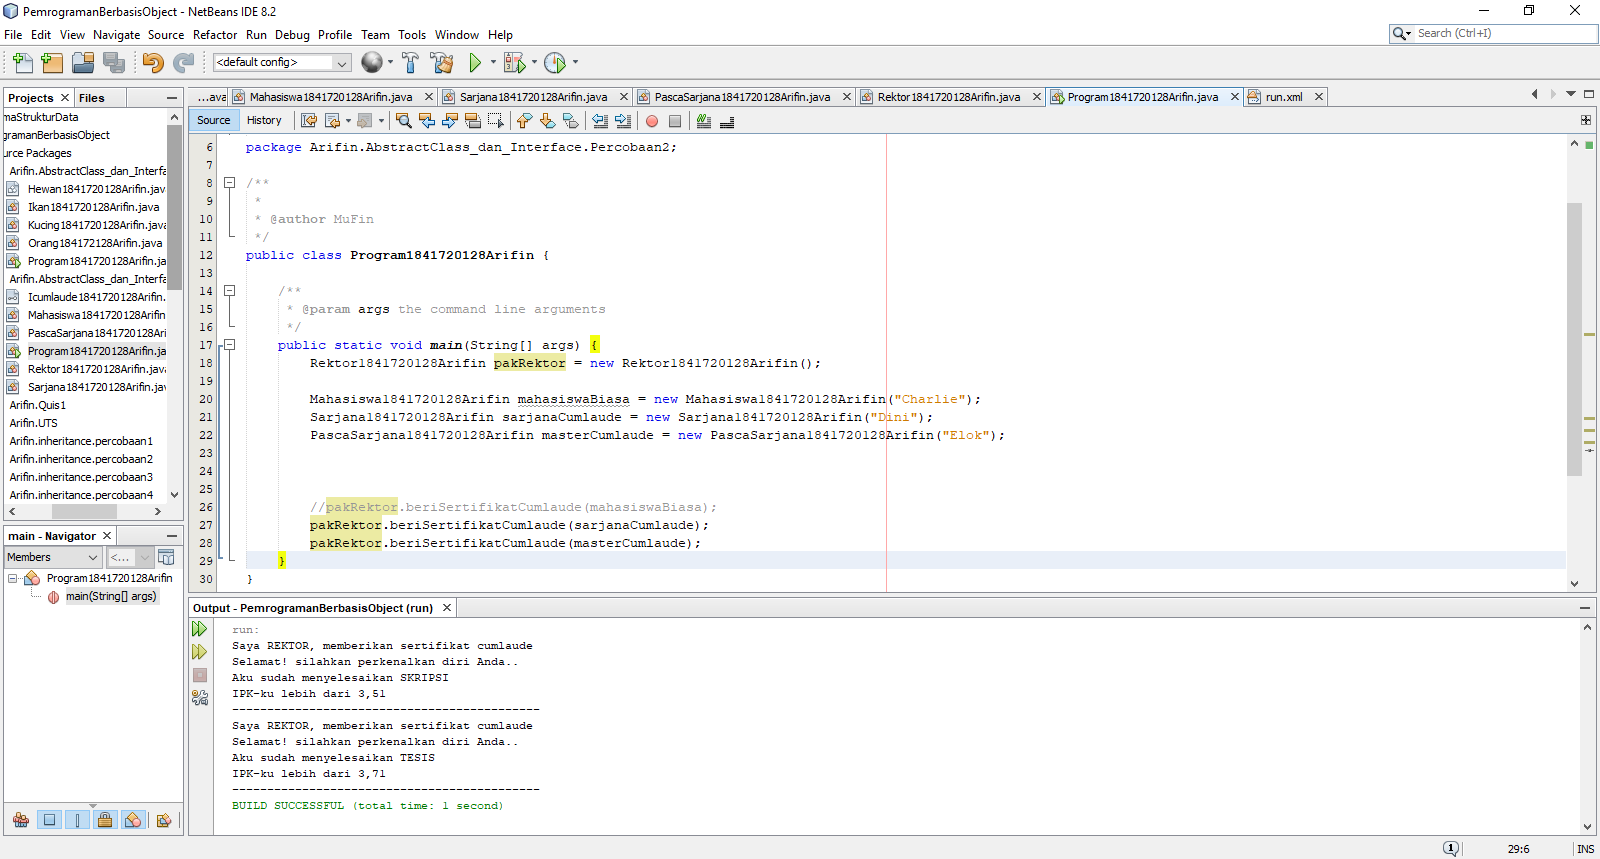 PemrogramanBerbasisObject - NetBeans IDE 8.2
File Edit View Navigate Source Refactor Run Debug Profile Team Tools Window Help
Search (Ctrl+I)
<default config>
Projects Files
maStrukturData
gramanBerbasisObject
urce Packages
Arifin.AbstractClass_dan_Interfa
Hewan1841720128Arifin.jav
Ikan1841720128Arifin.java
Kucing1841720128Arifin.java
Orang184172128Arifin.java
Program1841720128Arifin.jav
Arifin.AbstractClass_dan_Interfa
Icumlaude1841720128Arifin.
Mahasiswa1841720128Arifin
PascaSarjana1841720128Ari
Program1841720128Arifin.ja
Rektor1841720128Arifin.jav
Sarjana1841720128Arifin.jav
Arifin.Quis1
Arifin.UTS
Arifin.inheritance.percobaan1
Arifin.inheritance.percobaan2
Arifin.inheritance.percobaan3
Arifin.inheritance.percobaan4
main - Navigator
Members <...
Program1841720128Arifin
main(String[] args)
...ava Mahasiswa1841720128Arifin.java Sarjana1841720128Arifin.java PascaSarjana1841720128Arifin.java Rektor1841720128Arifin.java Program1841720128Arifin.java run.xml
Source History
6 package Arifin.AbstractClass_dan_Interface.Percobaan2;
7
8 /**
9 *
10 * @author MuFin
11 */
12 public class Program1841720128Arifin {
13
14 /**
15 * @param args the command line arguments
16 */
17 public static void main(String[] args) {
18 Rektor1841720128Arifin pakRektor = new Rektor1841720128Arifin();
19
20 Mahasiswa1841720128Arifin mahasiswaBiasa = new Mahasiswa1841720128Arifin("Charlie");
21 Sarjana1841720128Arifin sarjanaCumlaude = new Sarjana1841720128Arifin("Dini");
22 PascaSarjana1841720128Arifin masterCumlaude = new PascaSarjana1841720128Arifin("Elok");
23
24
25
26 //pakRektor.beriSertifikatCumlaude(mahasiswaBiasa);
27 pakRektor.beriSertifikatCumlaude(sarjanaCumlaude);
28 pakRektor.beriSertifikatCumlaude(masterCumlaude);
29 }
30 }
Output - PemrogramanBerbasisObject (run)
run:
Saya REKTOR, memberikan sertifikat cumlaude
Selamat! silahkan perkenalkan diri Anda..
Aku sudah menyelesaikan SKRIPSI
IPK-ku lebih dari 3,51
--------------------------------------------
Saya REKTOR, memberikan sertifikat cumlaude
Selamat! silahkan perkenalkan diri Anda..
Aku sudah menyelesaikan TESIS
IPK-ku lebih dari 3,71
--------------------------------------------
BUILD SUCCESSFUL (total time: 1 second)
1 29:6 INS